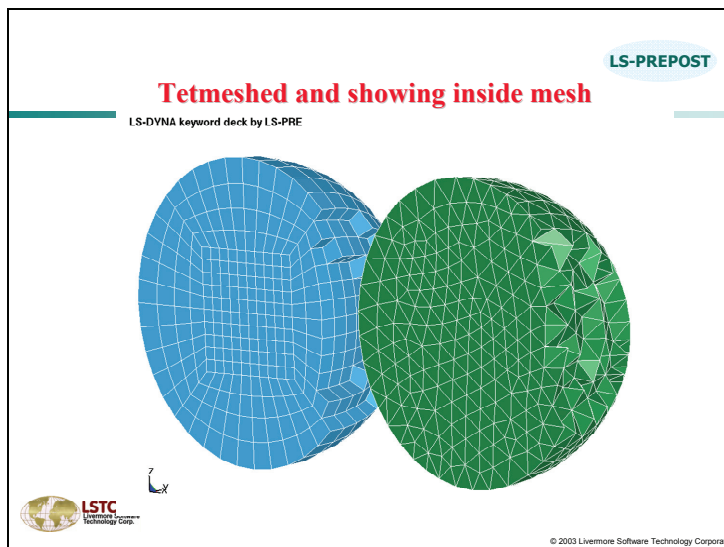 LS-PREPOST
Tetmeshed and showing inside mesh
LS-DYNA keyword deck by LS-PRE
Z
Y
X
LSTC
Livermore Software
Technology Corp.
© 2003 Livermore Software Technology Corpora